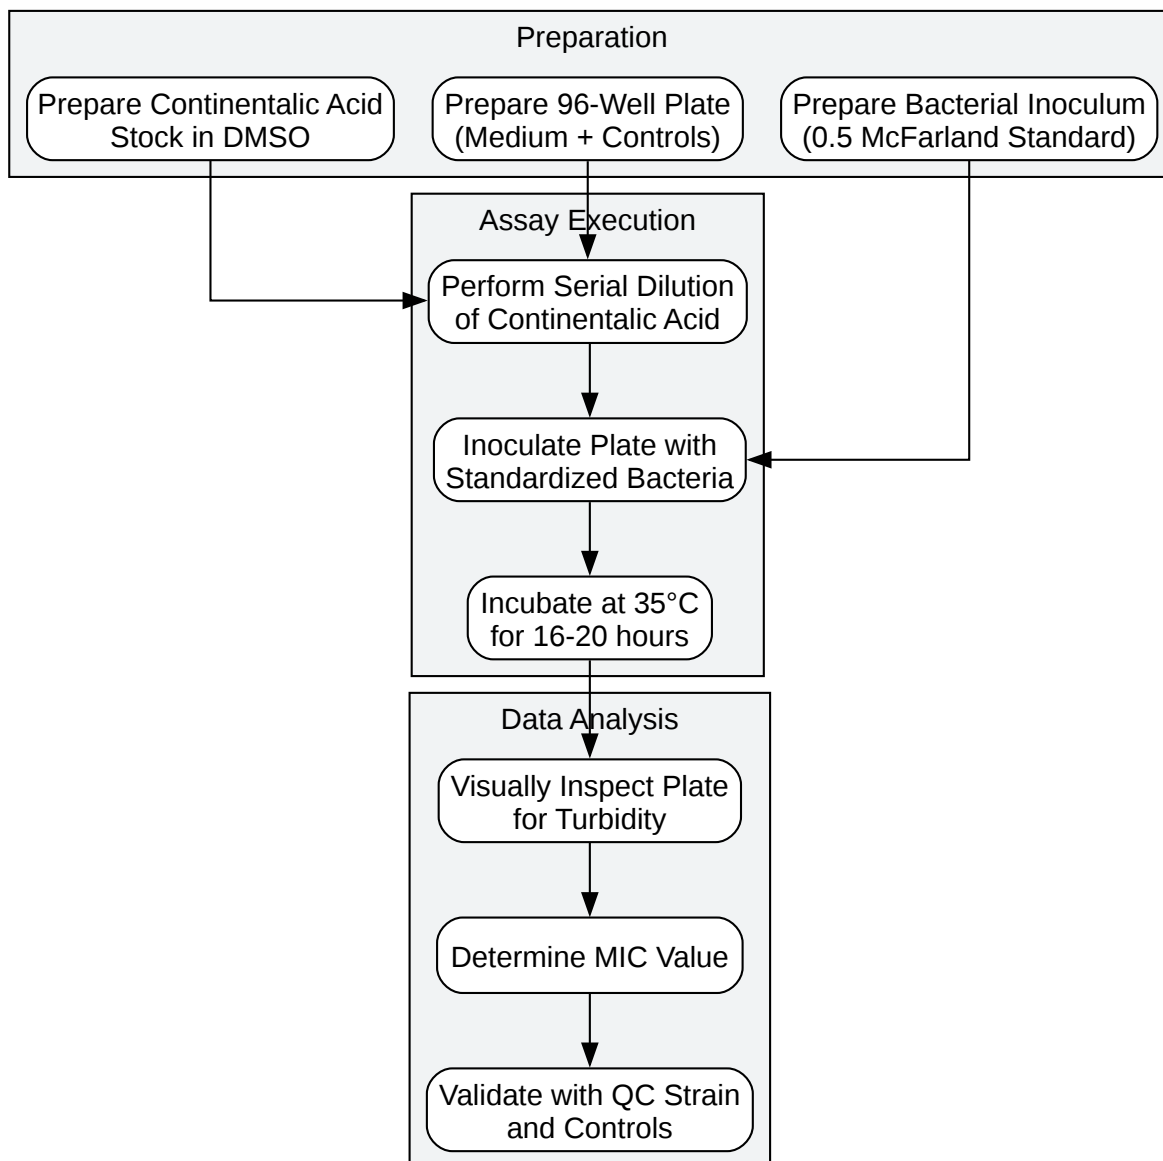 Preparation
Prepare Continentalic Acid
Stock in DMSO
Prepare 96-Well Plate
(Medium + Controls)
Prepare Bacterial Inoculum
(0.5 McFarland Standard)
Assay Execution
Perform Serial Dilution
of Continentalic Acid
Inoculate Plate with
Standardized Bacteria
Incubate at 35°C
for 16-20 hours
Data Analysis
Visually Inspect Plate
for Turbidity
Determine MIC Value
Validate with QC Strain
and Controls